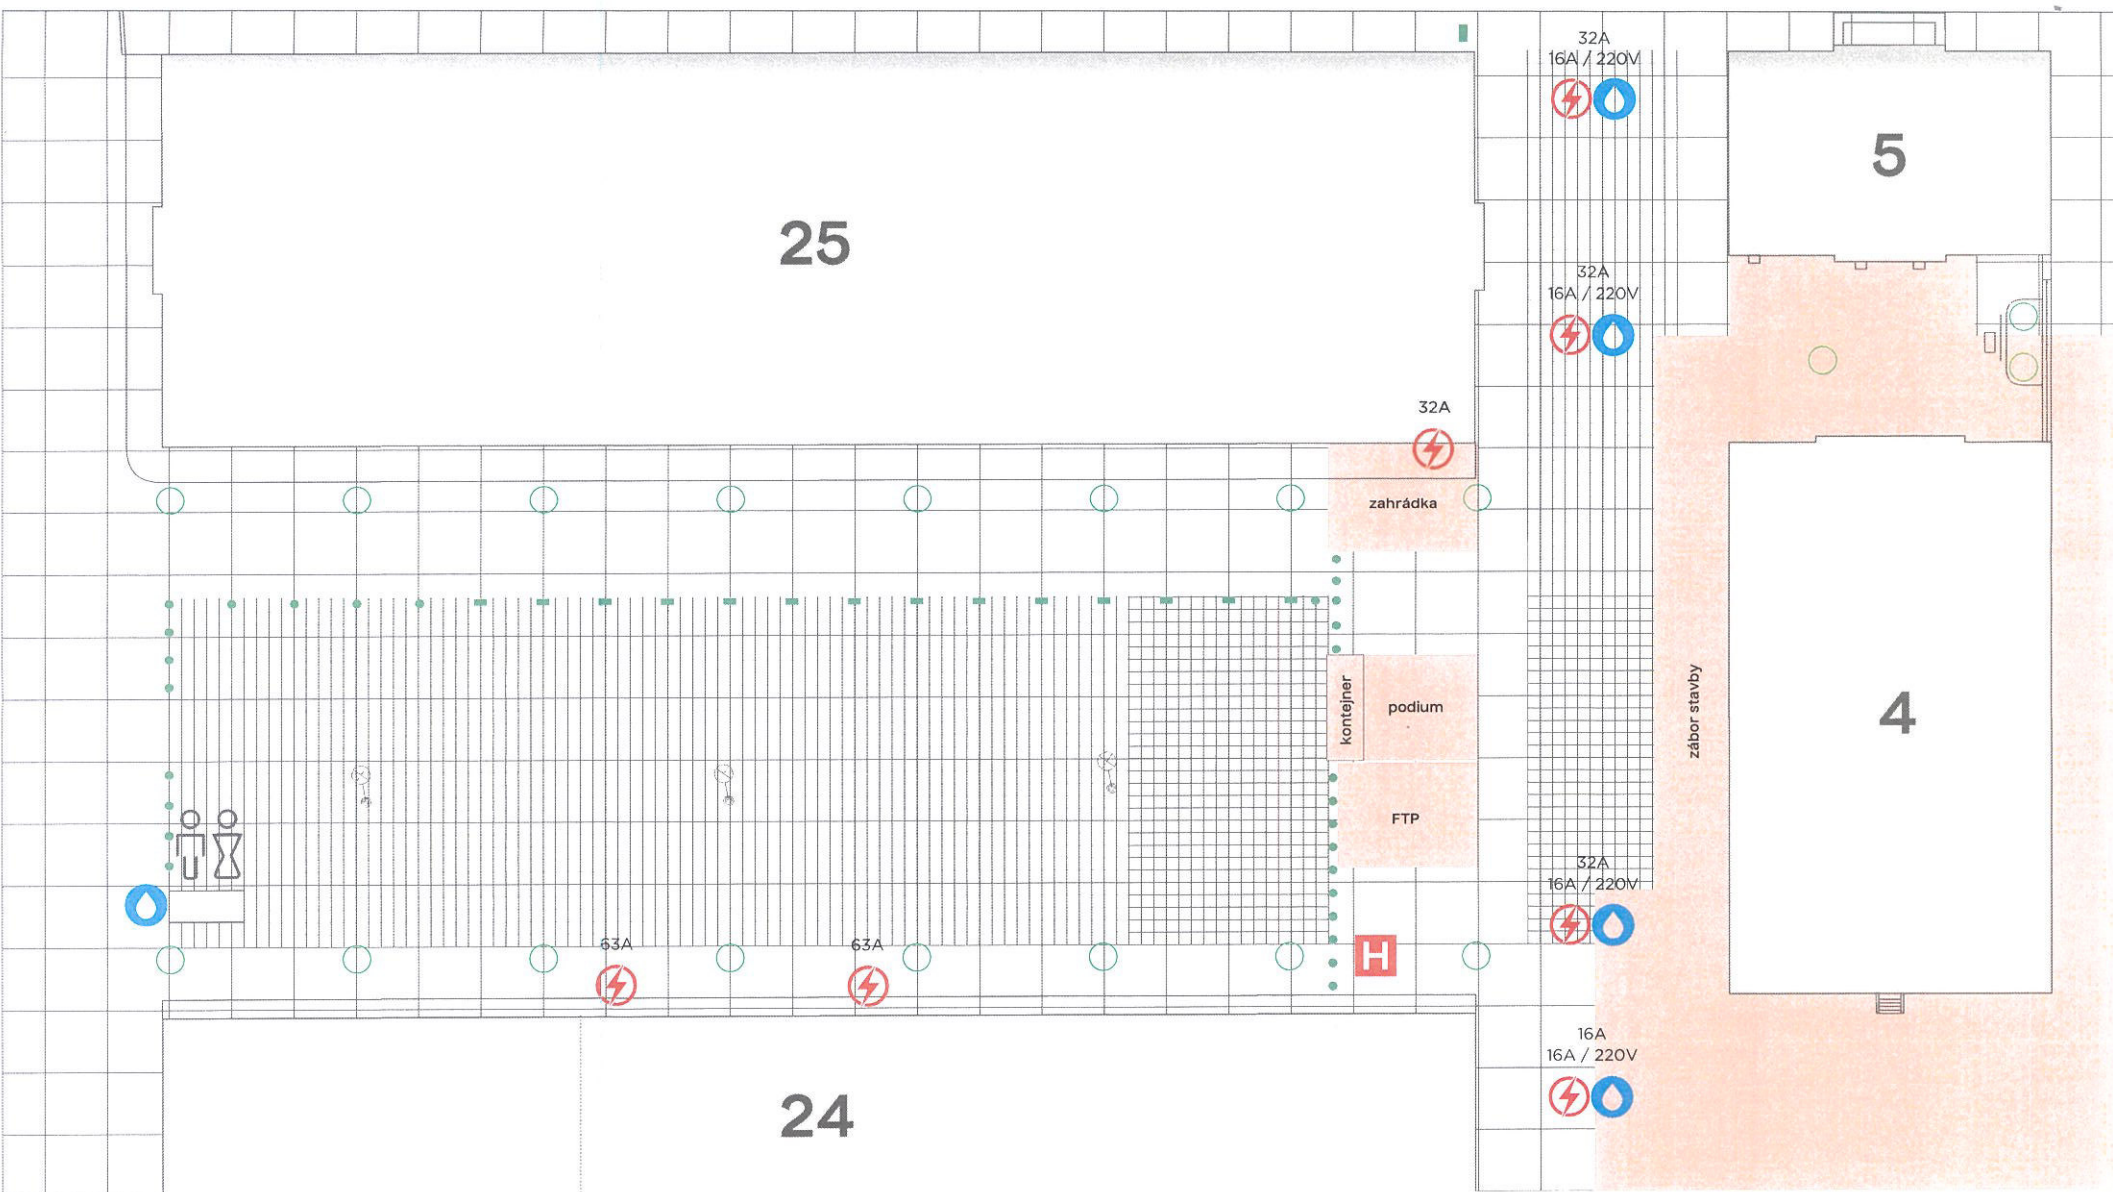 32A
16A / 220V
5
25
32A
16A / 220V
32A
zahrádka
kontejner
podium
zábor stavby
4
FTP
32A
16A / 220V
63A
63A
H
16A
16A / 220V
24